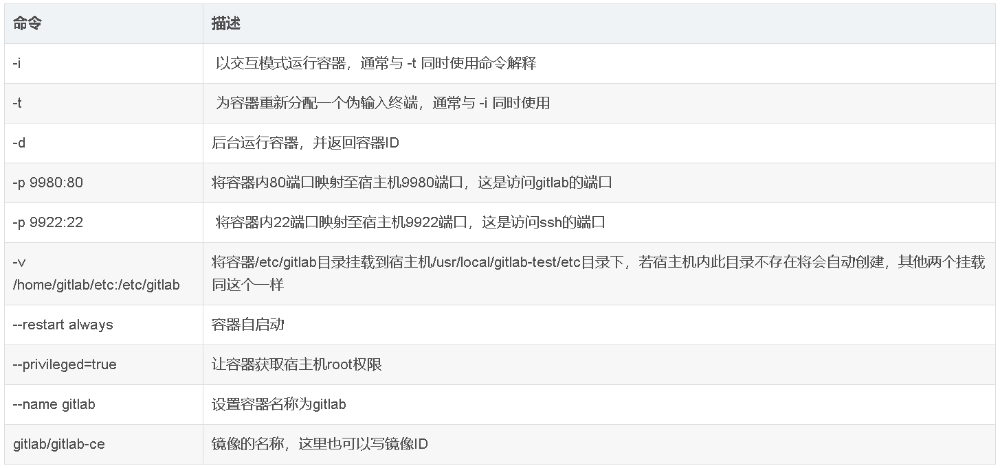 命令 描述
-i 以交互模式运行容器，通常与 -t 同时使用命令解释
-t 为容器重新分配一个伪输入终端，通常与 -i 同时使用
-d 后台运行容器，并返回容器ID
-p 9980:80 将容器内80端口映射至宿主机9980端口，这是访问gitlab的端口
-p 9922:22 将容器内22端口映射至宿主机9922端口，这是访问ssh的端口
-v
/home/gitlab/etc:/etc/gitlab
将容器/etc/gitlab目录挂载到宿主机/usr/local/gitlab-test/etc目录下，若宿主机内此目录不存在将会自动创建，其他两个挂载
同这个一样
--restart always 容器自启动
--privileged=true 让容器获取宿主机root权限
--name gitlab 设置容器名称为gitlab
gitlab/gitlab-ce 镜像的名称，这里也可以写镜像ID